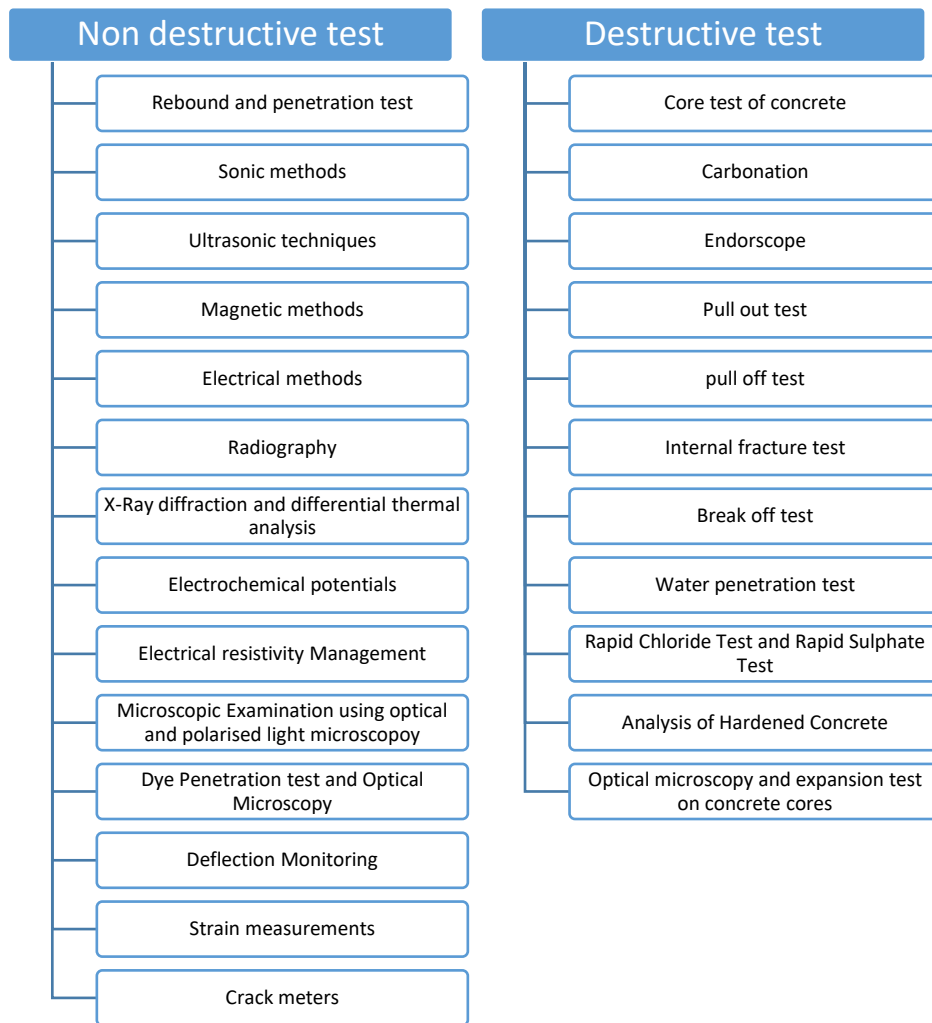 Non destructive test
Rebound and penetration test
Sonic methods
Ultrasonic techniques
Magnetic methods
Electrical methods
Radiography
X-Ray diffraction and differential thermal
analysis
Electrochemical potentials
Electrical resistivity Management
Microscopic Examination using optical
and polarised light microscopoy
Dye Penetration test and Optical
Microscopy
Deflection Monitoring
Strain measurements
Crack meters
Destructive test
Core test of concrete
Carbonation
Endorscope
Pull out test
pull off test
Internal fracture test
Break off test
Water penetration test
Rapid Chloride Test and Rapid Sulphate
Test
Analysis of Hardened Concrete
Optical microscopy and expansion test
on concrete cores